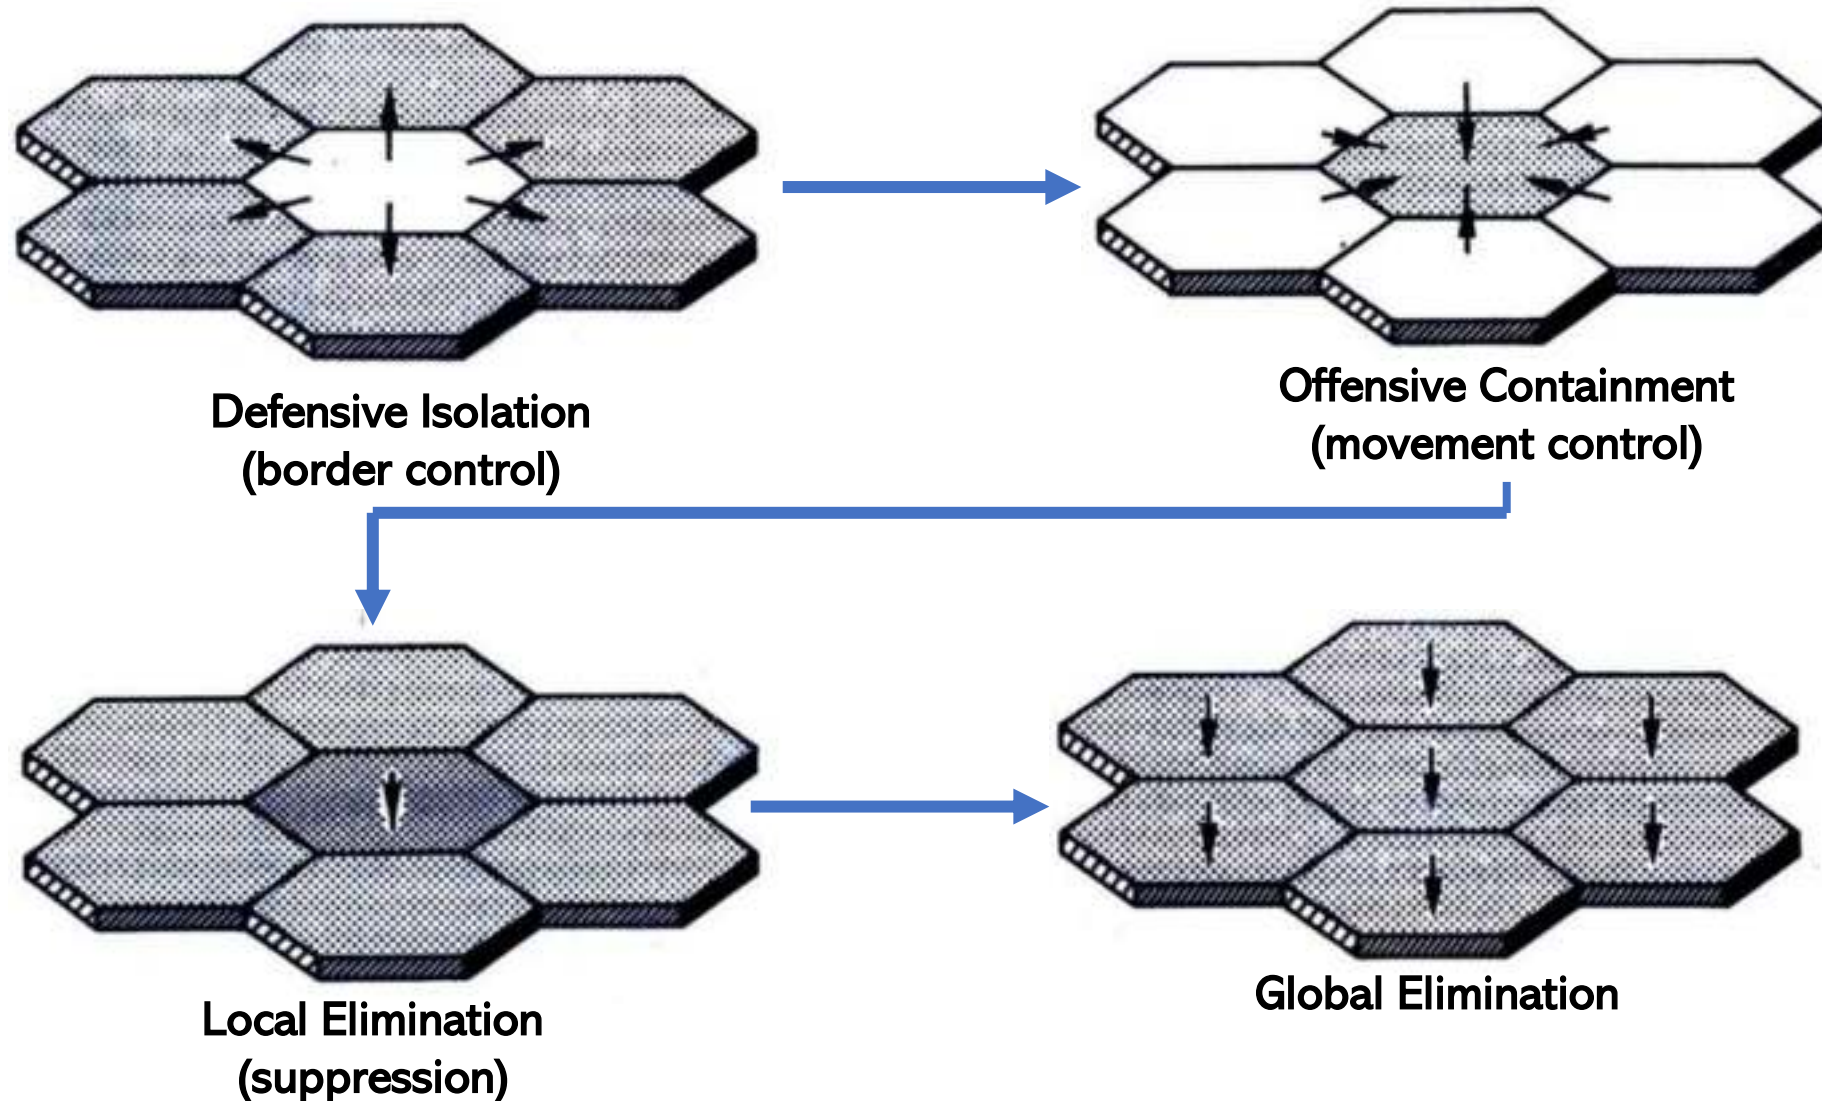 Defensive Isolation
(border control)
Offensive Containment
(movement control)
Local Elimination
(suppression)
Global Elimination